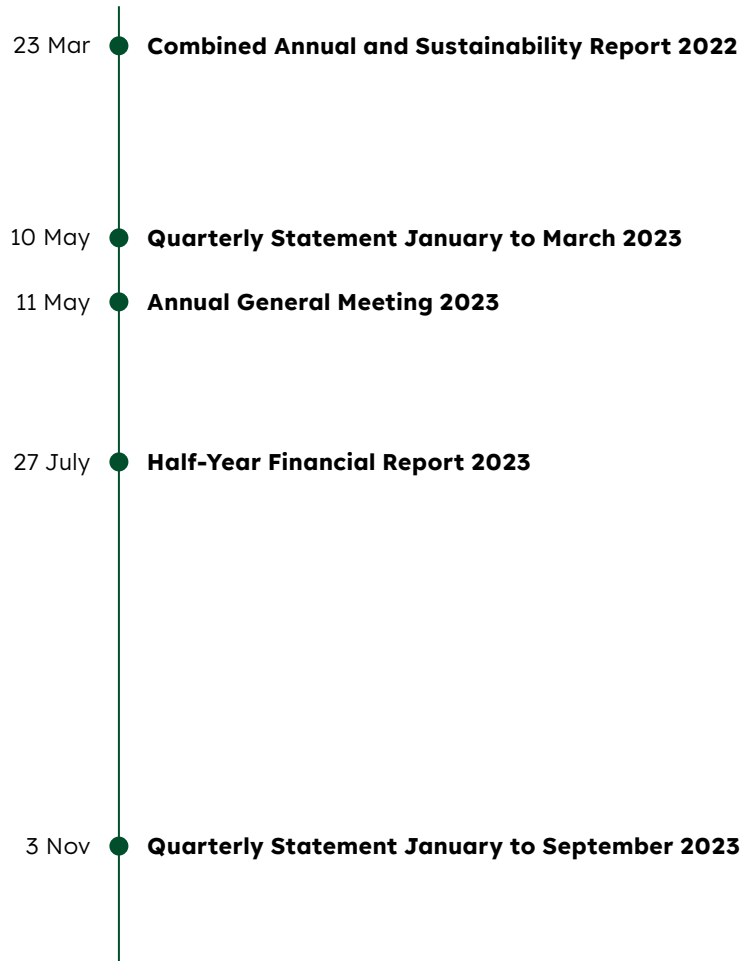 23 Mar Combined Annual and Sustainability Report 2022
10 May Quarterly Statement January to March 2023
11 May Annual General Meeting 2023
27 July Half-Year Financial Report 2023
3 Nov Quarterly Statement January to September 2023